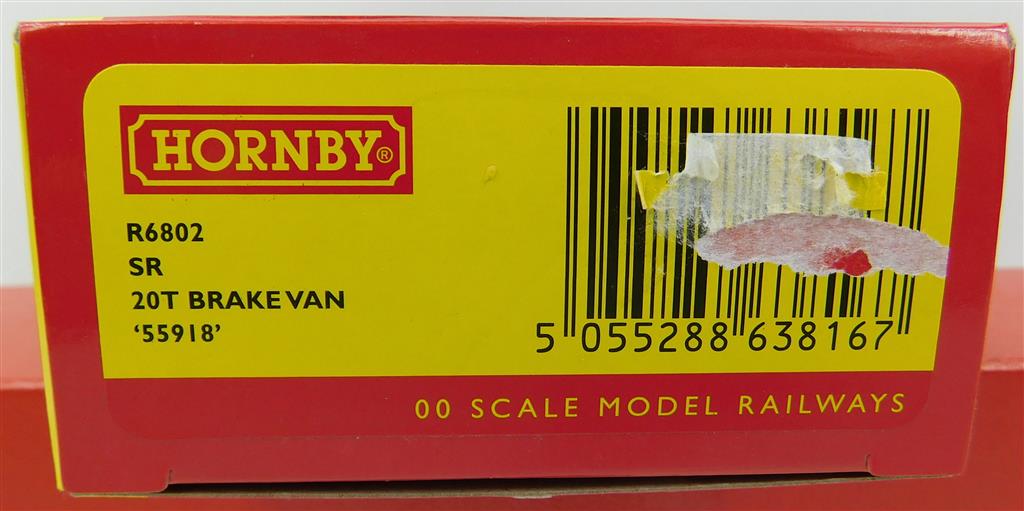 HORNBY®
R6802
SR
20T BRAKE VAN
‘55918’
5 055288 638167
00 SCALE MODEL RAILWAYS